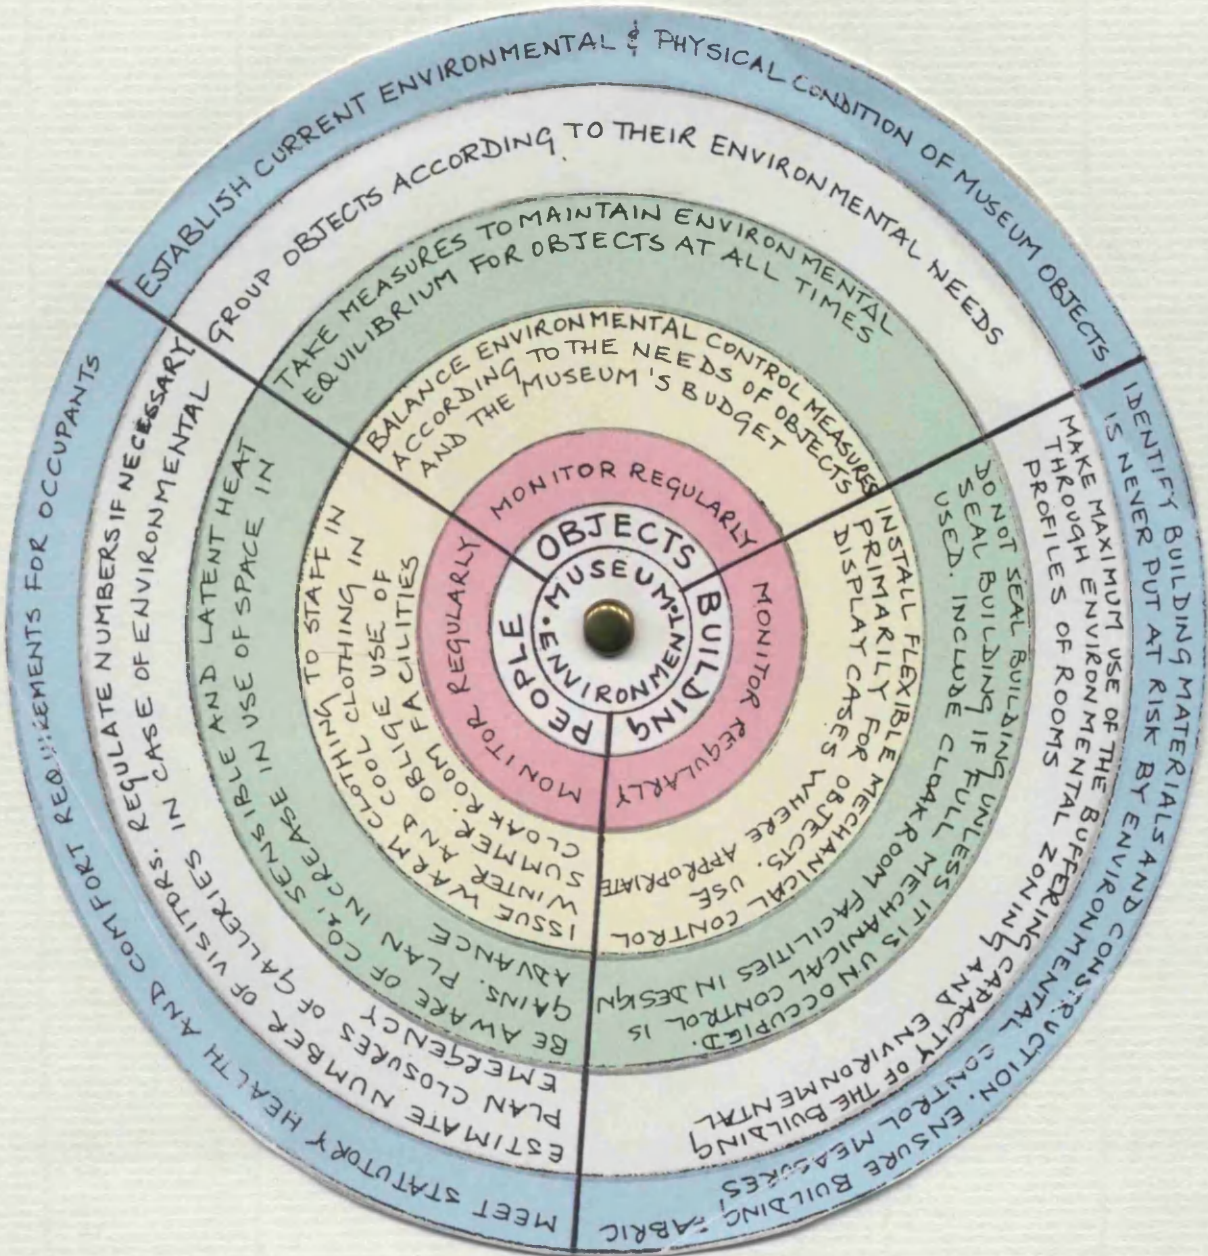 ESTABLISH CURRENT ENVIRONMENTAL & PHYSICAL CONDITION OF MUSEUM OBJECTS
GROUP OBJECTS ACCORDING TO THEIR ENVIRONMENTAL NEEDS
TAKE MEASURES TO MAINTAIN ENVIRONMENTAL
EQUILIBRIUM FOR OBJECTS AT ALL TIMES
BALANCE ENVIRONMENTAL CONTROL MEASURES
ACCORDING TO THE NEEDS OF OBJECTS
AND THE MUSEUM'S BUDGET
MONITOR REGULARLY
OBJECTS
IDENTIFY BUILDING MATERIALS AND CONSTRUCTION. ENSURE BUILDING FABRIC
IS NEVER PUT AT RISK BY ENVIRONMENTAL CONTROL MEASURES
MAKE MAXIMUM USE OF THE BUFFERING CAPACITY OF THE BUILDING
THROUGH ENVIRONMENTAL ZONING AND ENVIRONMENTAL
PROFILES OF ROOMS
DO NOT SEAL BUILDING UNLESS IT IS UNOCCUPIED.
SEAL BUILDING IF FULL MECHANICAL CONTROL IS
USED. INCLUDE CLOAKROOM FACILITIES IN DESIGN
INSTALL FLEXIBLE MECHANICAL CONTROL
PRIMARILY FOR OBJECTS. USE
DISPLAY CASES WHERE APPROPRIATE
MONITOR REGULARLY
BUILDING
MEET STATUTORY HEALTH AND COMFORT REQUIREMENTS FOR OCCUPANTS
ESTIMATE NUMBER OF VISITORS. REGULATE NUMBERS IF NECESSARY
PLAN CLOSURES OF GALLERIES IN CASE OF ENVIRONMENTAL
EMERGENCY
BE AWARE OF CO2, SENSIBLE AND LATENT HEAT
GAINS. PLAN INCREASE IN USE OF SPACE IN
ADVANCE
ISSUE WARM CLOTHING TO STAFF IN
WINTER AND COOL CLOTHING IN
SUMMER. OBLIGE USE OF
CLOAKROOM FACILITIES
MONITOR REGULARLY
PEOPLE
MUSEUM•ENVIRONMENT•